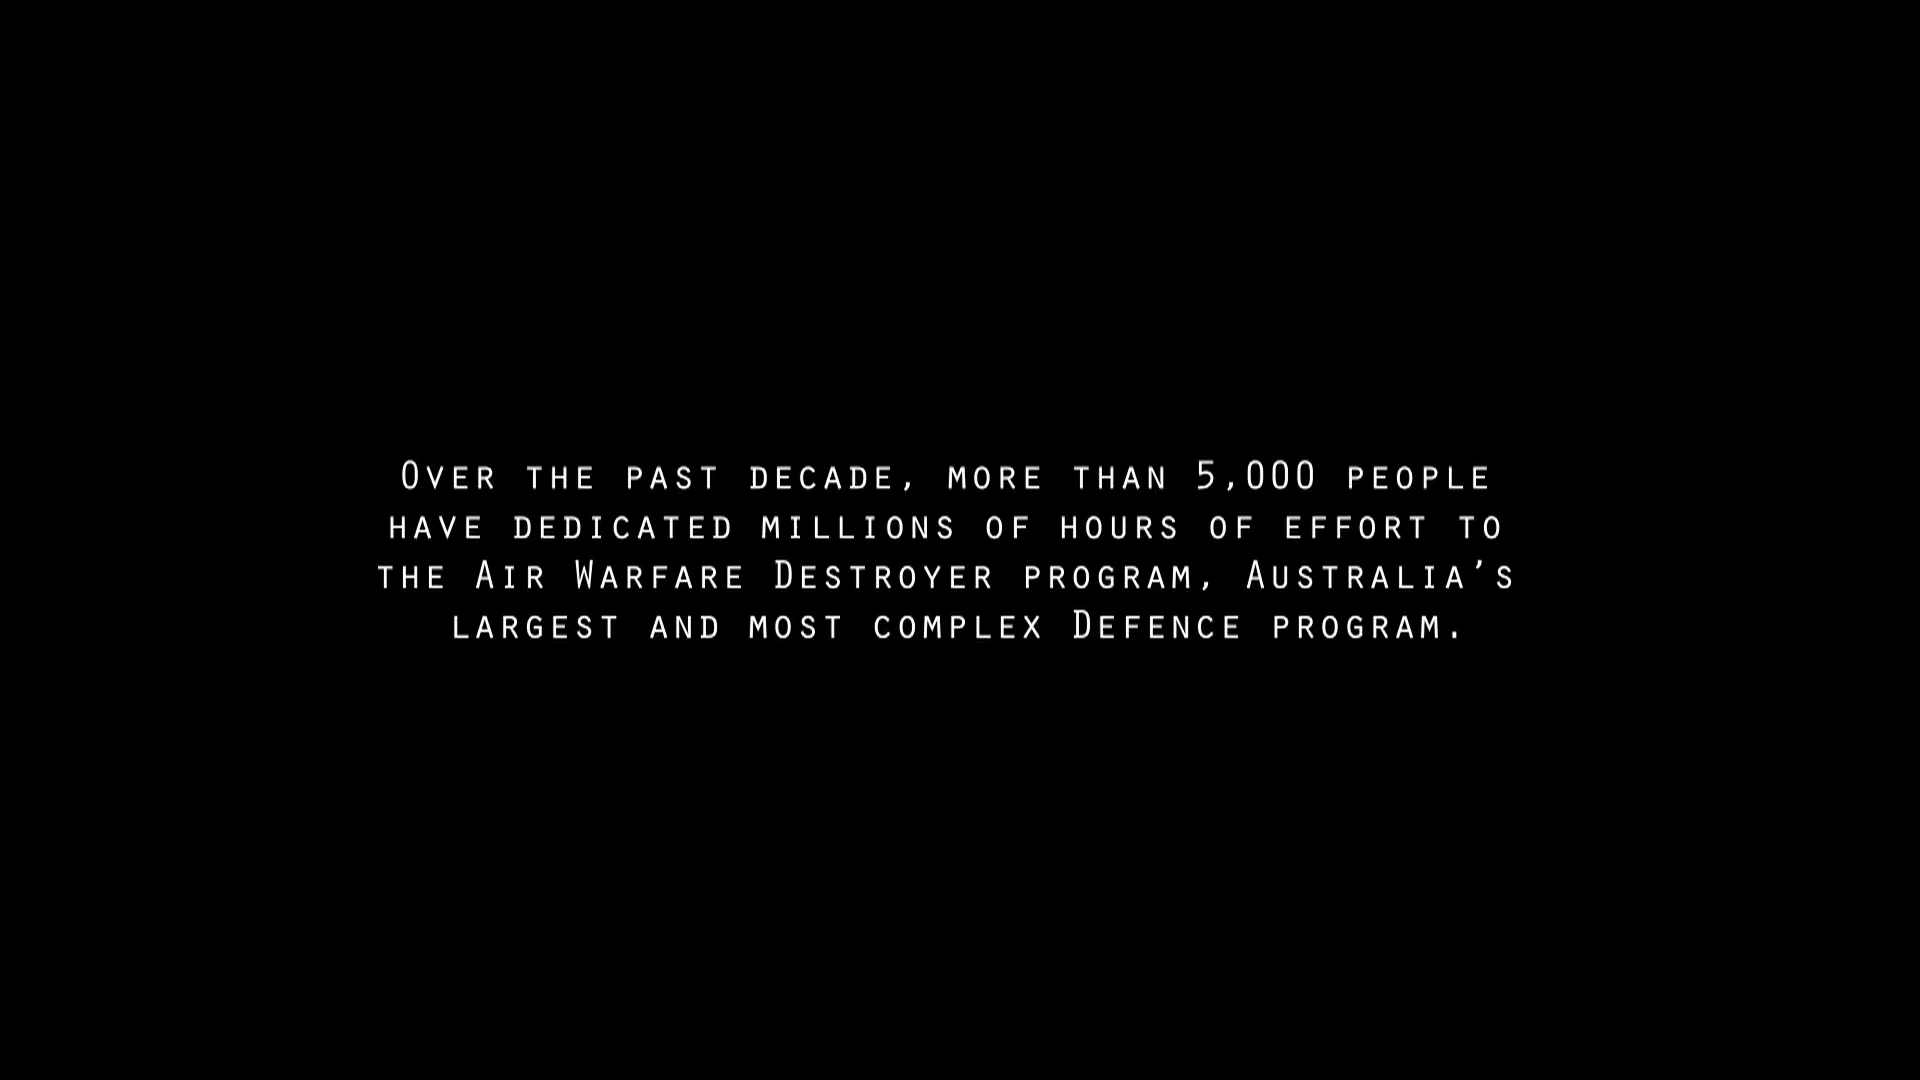 Over the past decade, more than 5,000 people
have dedicated millions of hours of effort to
the Air Warfare Destroyer program, Australia’s
largest and most complex Defence program.